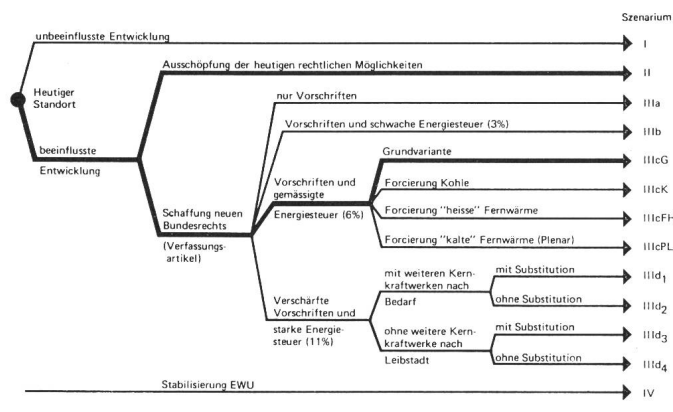 Szenarium
unbeeinflusste Entwicklung
I
Ausschöpfung der heutigen rechtlichen Möglichkeiten
II
Heutiger
Standort
nur Vorschriften
IIIa
Vorschriften und schwache Energiesteuer (3%)
IIIb
beeinflusste
Entwicklung
Grundvariante
IIIcG
Vorschriften und
gemässigte
Energiesteuer (6%)
Forcierung Kohle
IIIcK
Schaffung neuen
Bundesrechts
(Verfassungs-
artikel)
Forcierung "heisse" Fernwärme
IIIcFH
Forcierung "kalte" Fernwärme (Plenar)
IIIcPL
Verschärfte
Vorschriften und
starke Energie-
steuer (11%)
mit weiteren Kern-
kraftwerken nach
Bedarf
mit Substitution
IIId1
ohne Substitution
IIId2
ohne weitere Kern-
kraftwerke nach
Leibstadt
mit Substitution
IIId3
ohne Substitution
IIId4
Stabilisierung EWU
IV